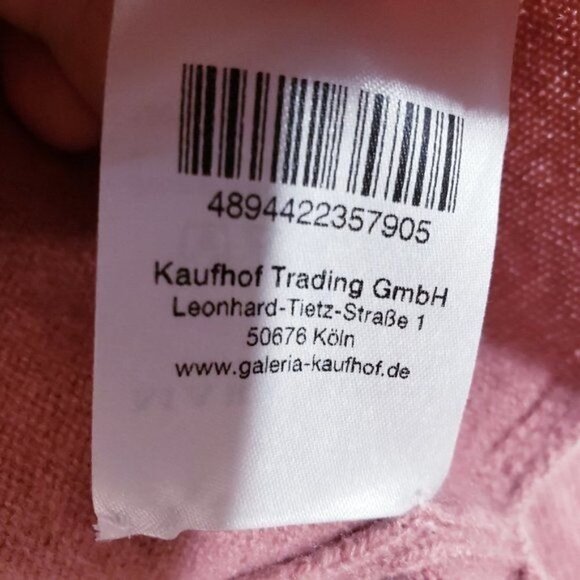 4894422357905
Kaufhof Trading GmbH
Leonhard-Tietz-Straße 1
50676 Köln
www.galeria-kaufhof.de